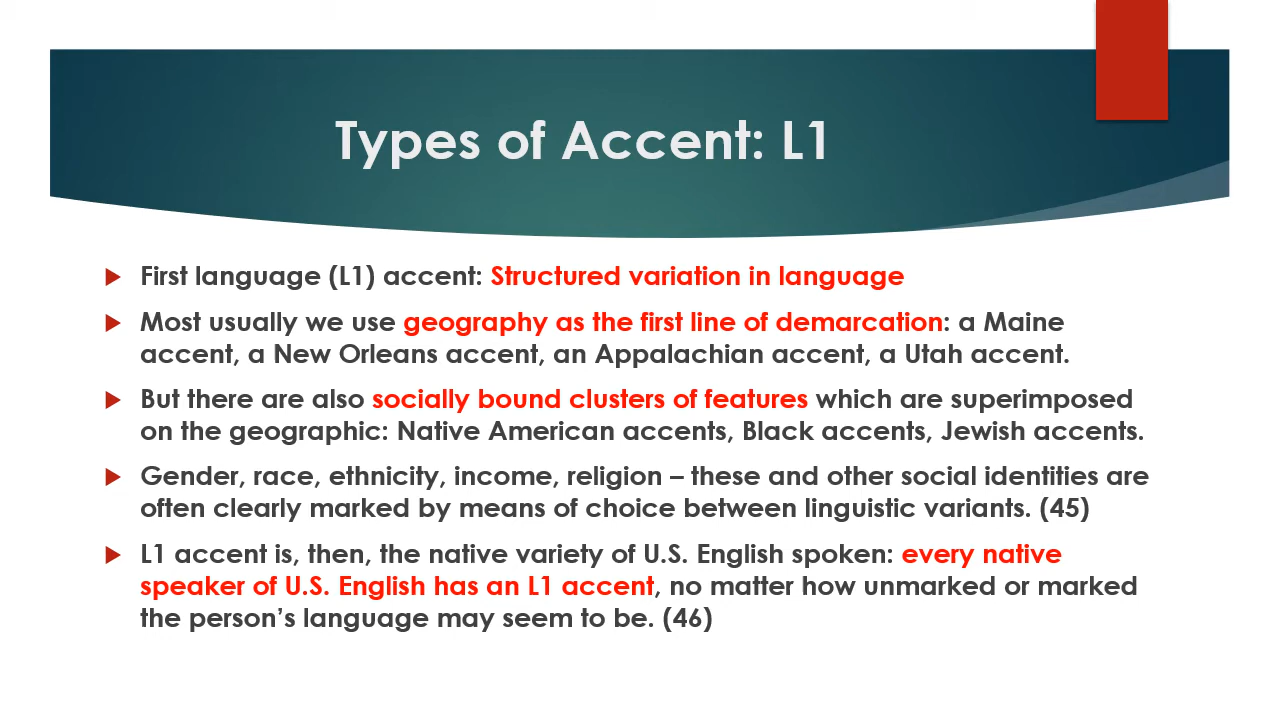 Types of Accent: L1
First language (L1) accent: Structured variation in language
Most usually we use geography as the first line of demarcation: a Maine
accent, a New Orleans accent, an Appalachian accent, a Utah accent.
But there are also socially bound clusters of features which are superimposed
on the geographic: Native American accents, Black accents, Jewish accents.
Gender, race, ethnicity, income, religion – these and other social identities are
often clearly marked by means of choice between linguistic variants. (45)
L1 accent is, then, the native variety of U.S. English spoken: every native
speaker of U.S. English has an L1 accent, no matter how unmarked or marked
the person’s language may seem to be. (46)